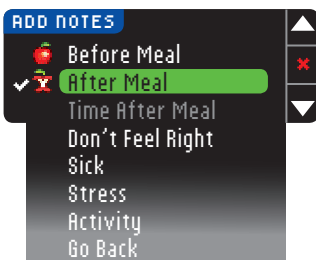 ADD NOTES
Before Meal
After Meal
Time After Meal
Don't Feel Right
Sick
Stress
Activity
Go Back